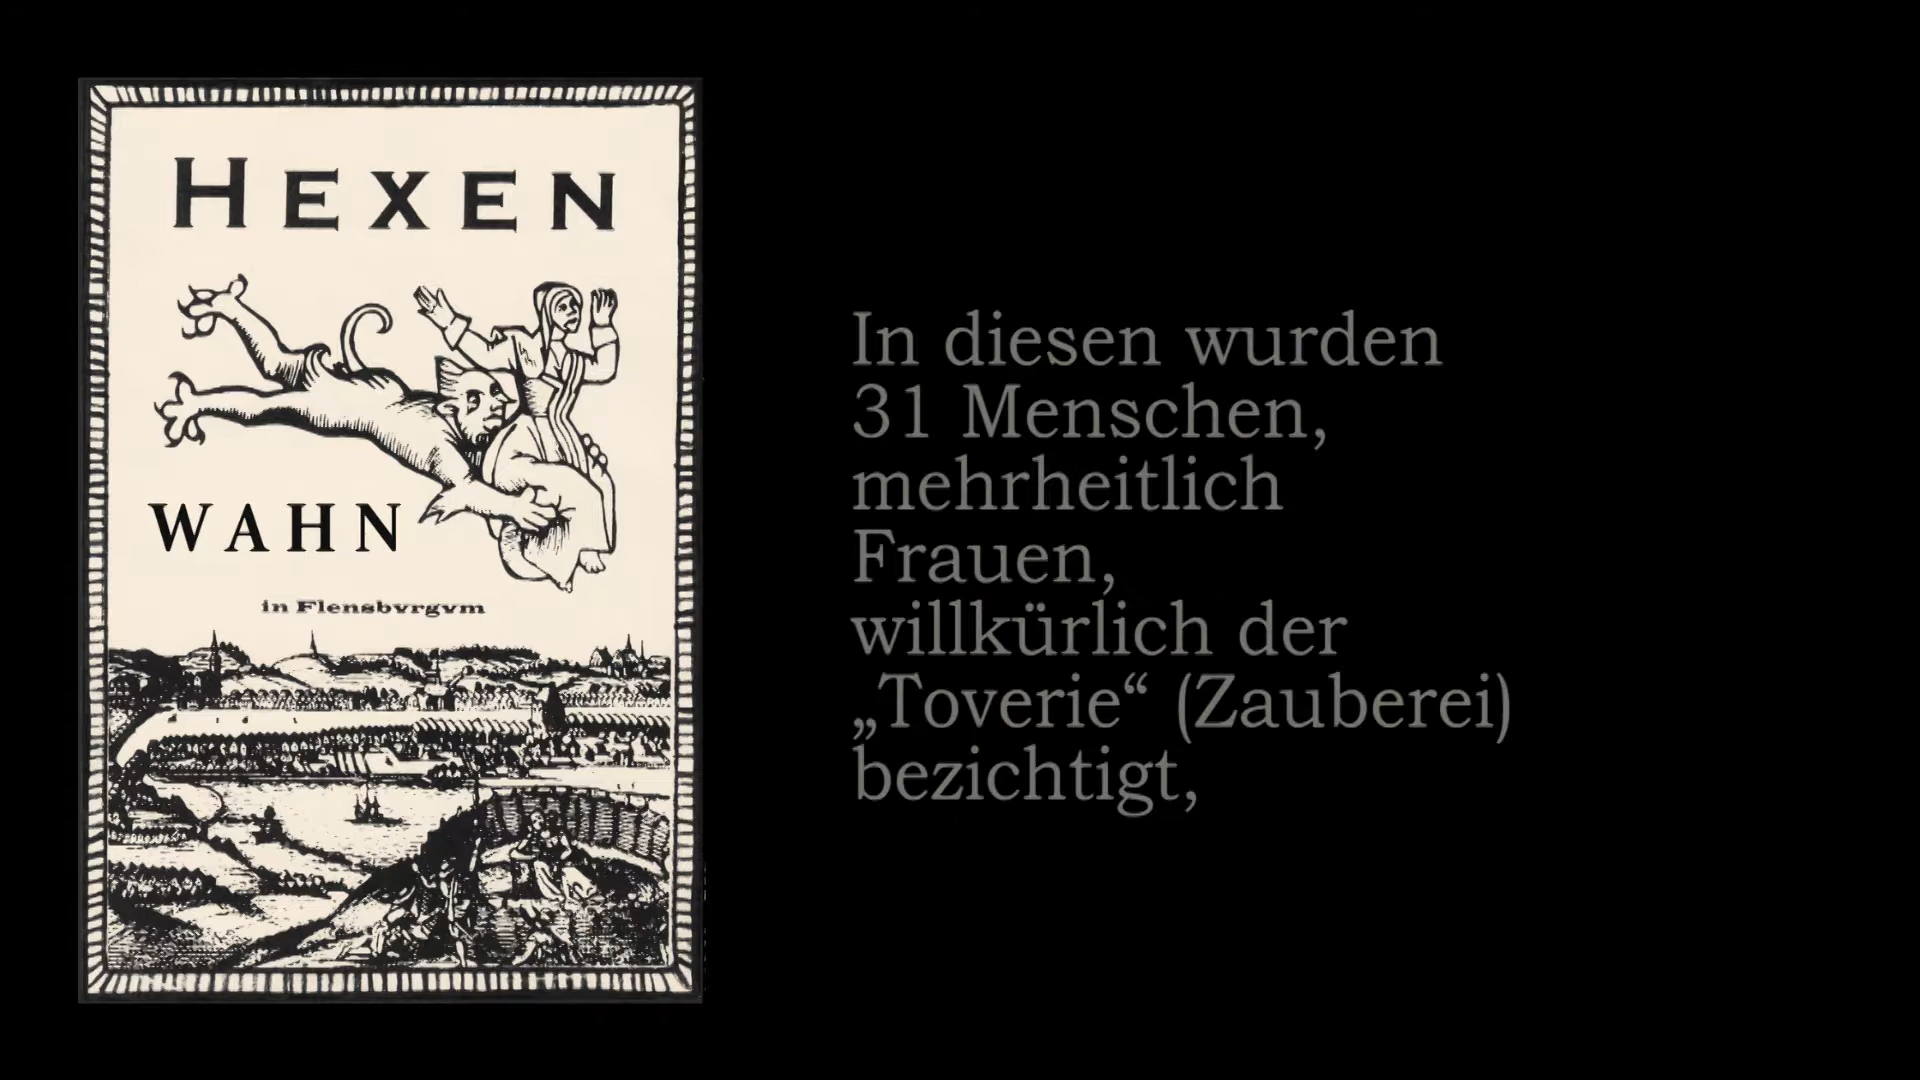 HEXEN
WAHN
in Flensbvrgvm
In diesen wurden
31 Menschen,
mehrheitlich
Frauen,
willkürlich der
„Toverie“ (Zauberei)
bezichtigt,